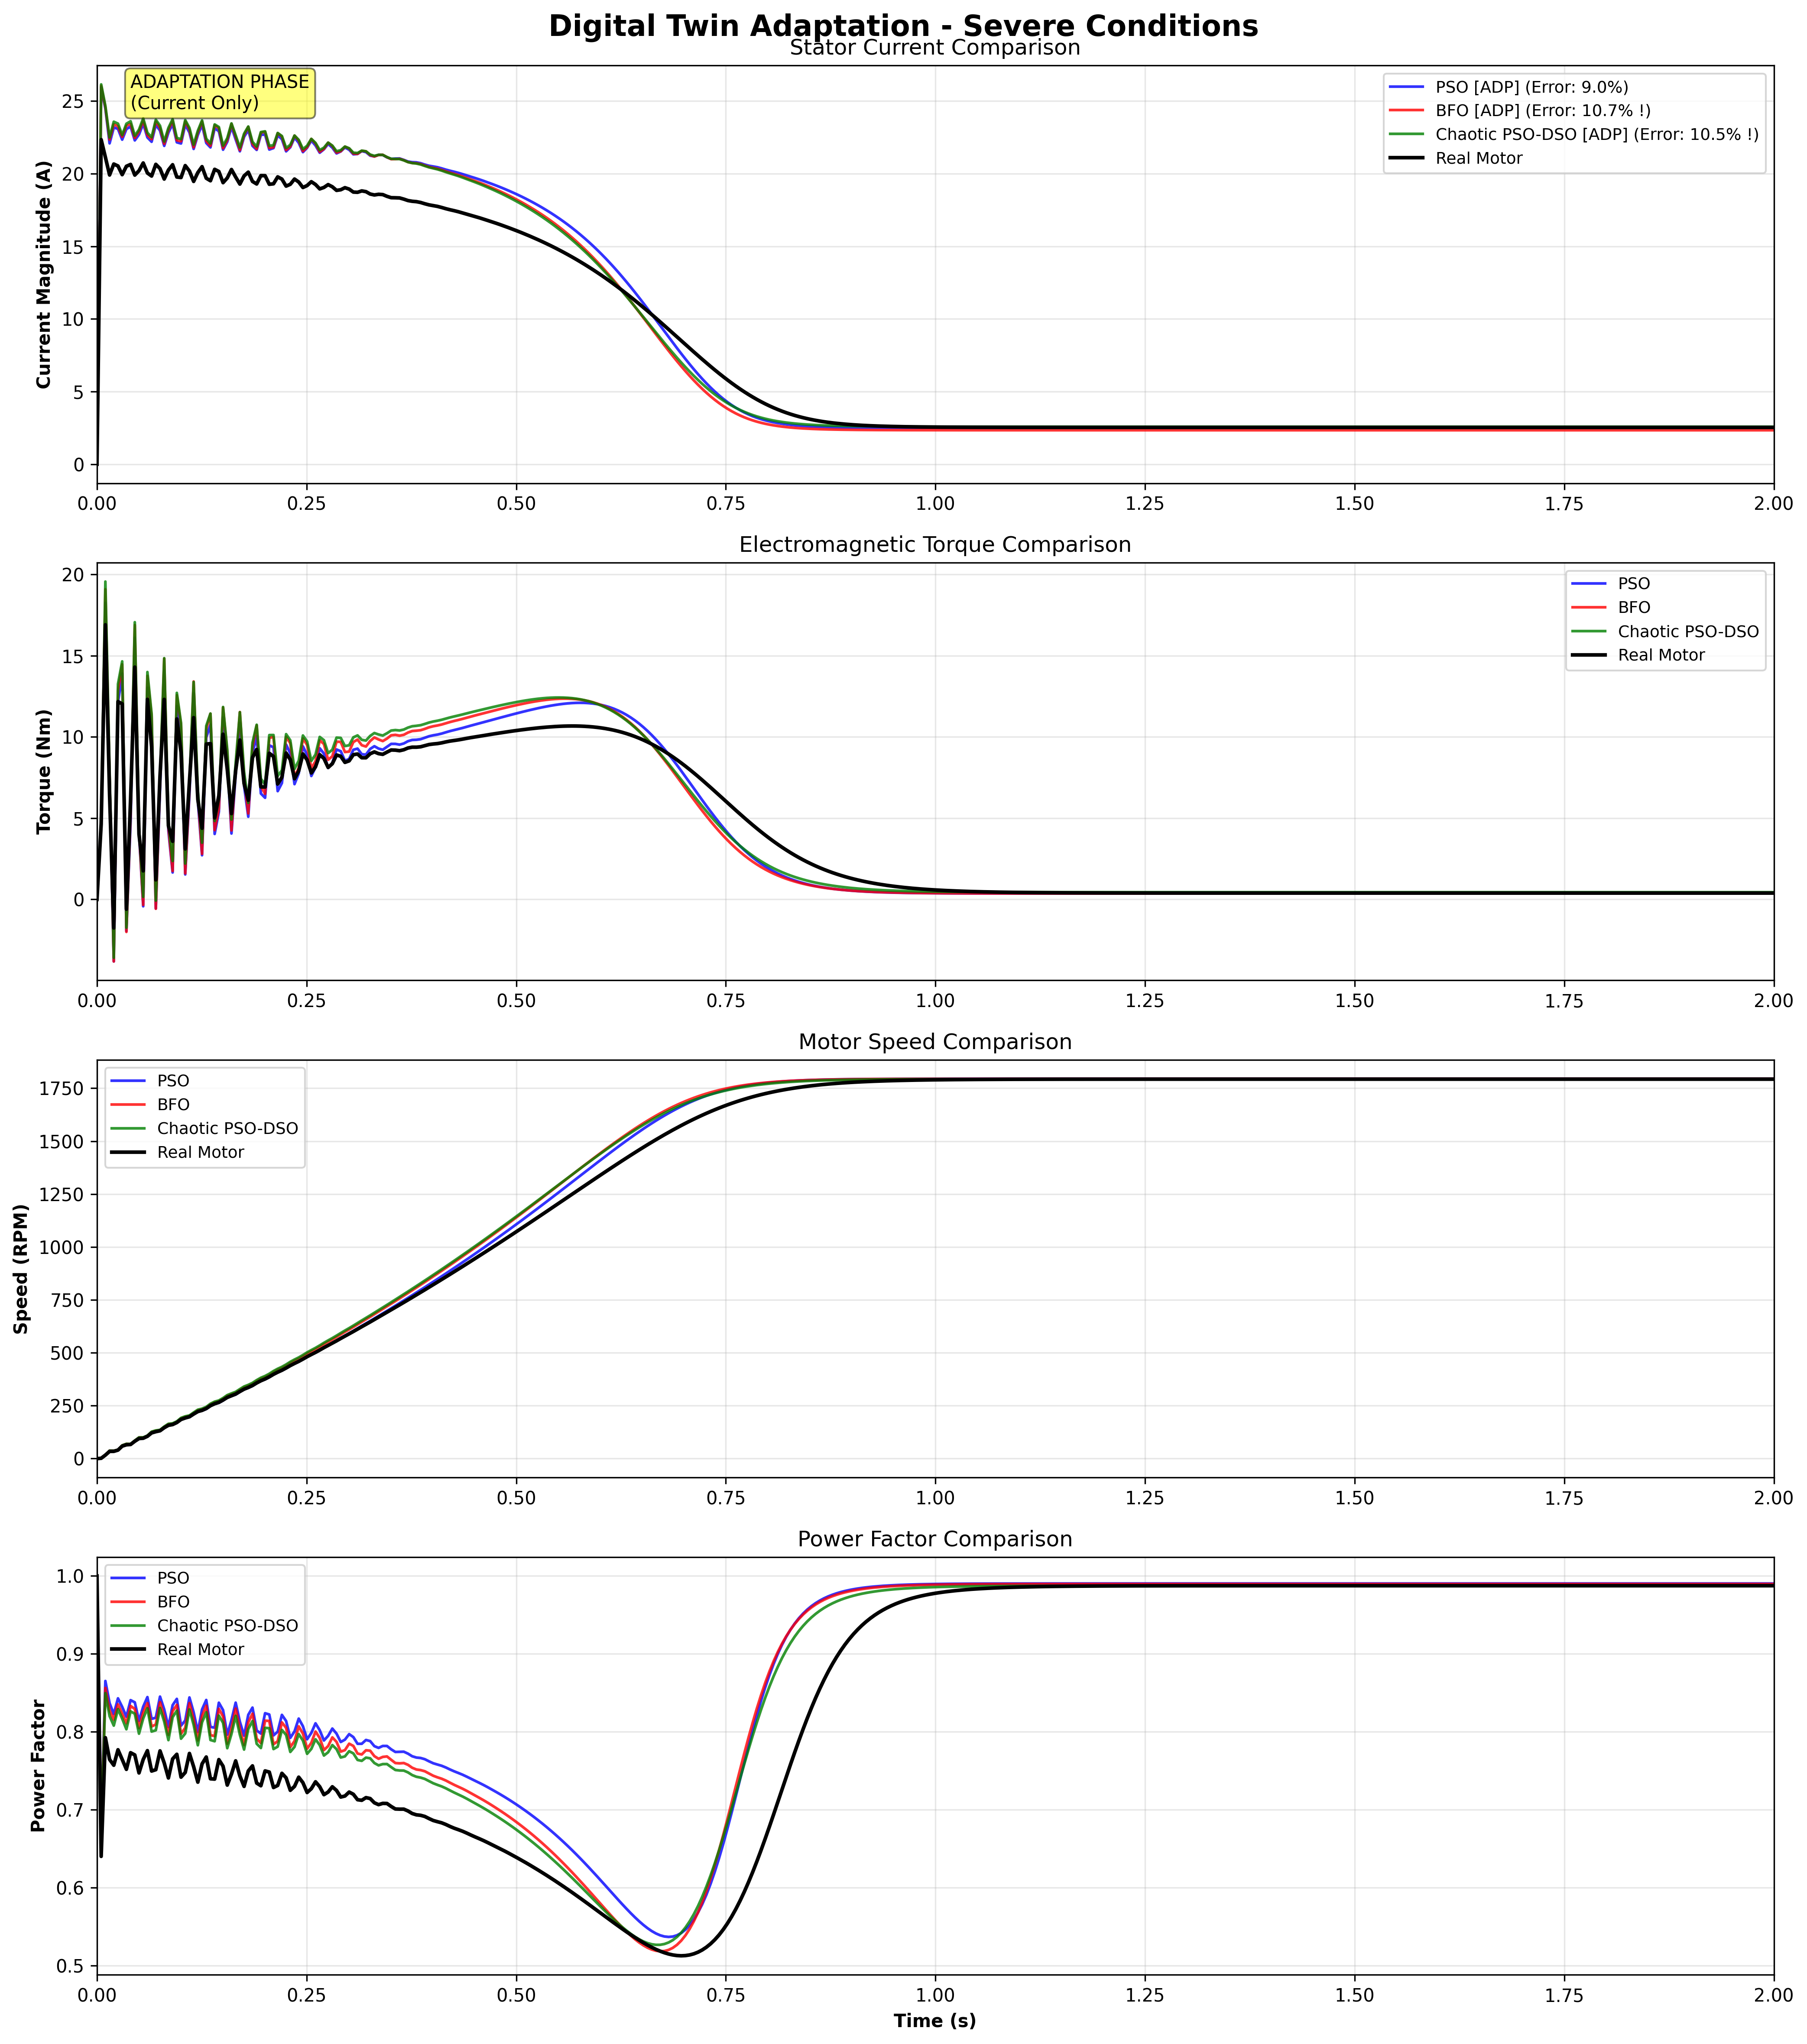 Digital Twin Adaptation - Severe Conditions
Stator Current Comparison
ADAPTATION PHASE
(Current Only)
PSO [ADP] (Error: 9.0%)
BFO [ADP] (Error: 10.7% !)
Chaotic PSO-DSO [ADP] (Error: 10.5% !)
Real Motor
Current Magnitude (A)
25
20
15
10
5
0
0.00 0.25 0.50 0.75 1.00 1.25 1.50 1.75 2.00
Electromagnetic Torque Comparison
PSO
BFO
Chaotic PSO-DSO
Real Motor
Torque (Nm)
20
15
10
5
0
0.00 0.25 0.50 0.75 1.00 1.25 1.50 1.75 2.00
Motor Speed Comparison
PSO
BFO
Chaotic PSO-DSO
Real Motor
Speed (RPM)
1750
1500
1250
1000
750
500
250
0
0.00 0.25 0.50 0.75 1.00 1.25 1.50 1.75 2.00
Power Factor Comparison
PSO
BFO
Chaotic PSO-DSO
Real Motor
Power Factor
1.0
0.9
0.8
0.7
0.6
0.5
0.00 0.25 0.50 0.75 1.00 1.25 1.50 1.75 2.00
Time (s)